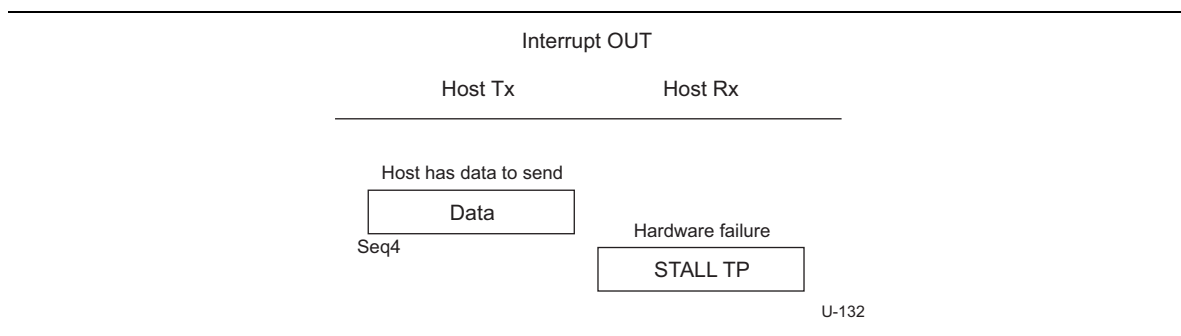 Interrupt OUT
Host Tx Host Rx
Host has data to send
Data
Seq4
Hardware failure
STALL TP
U-132